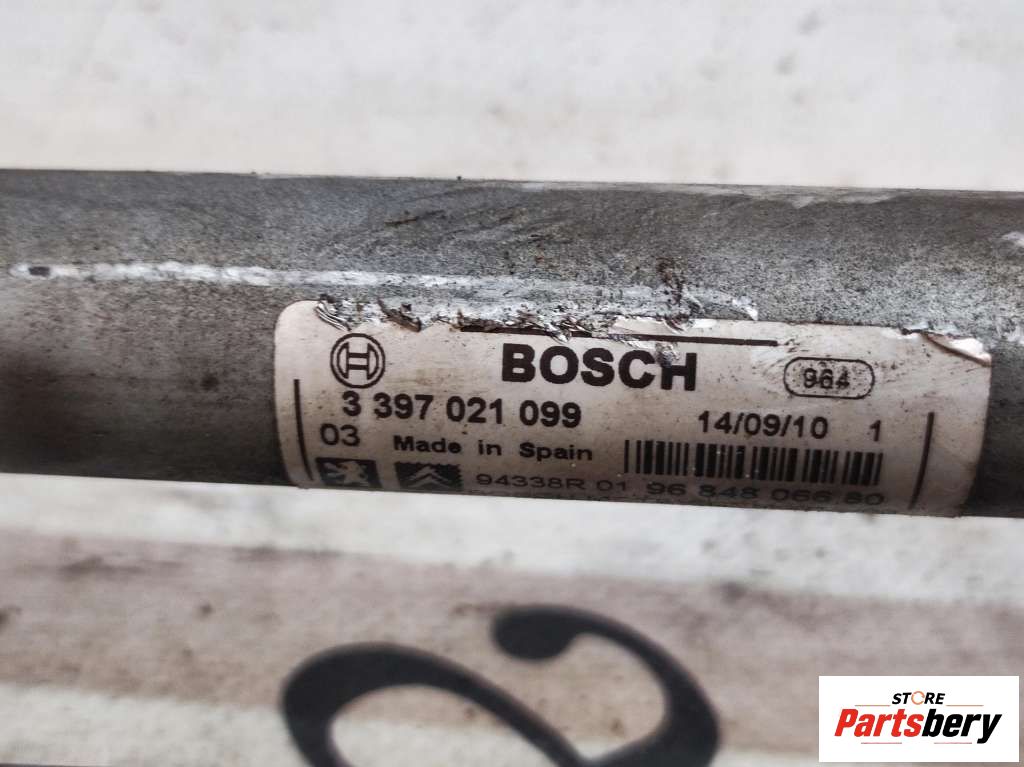 BOSCH 964
3 397 021 099 14/09/10 1
03 Made in Spain
94338R 01 96 848 066 80
STORE
Partsbery